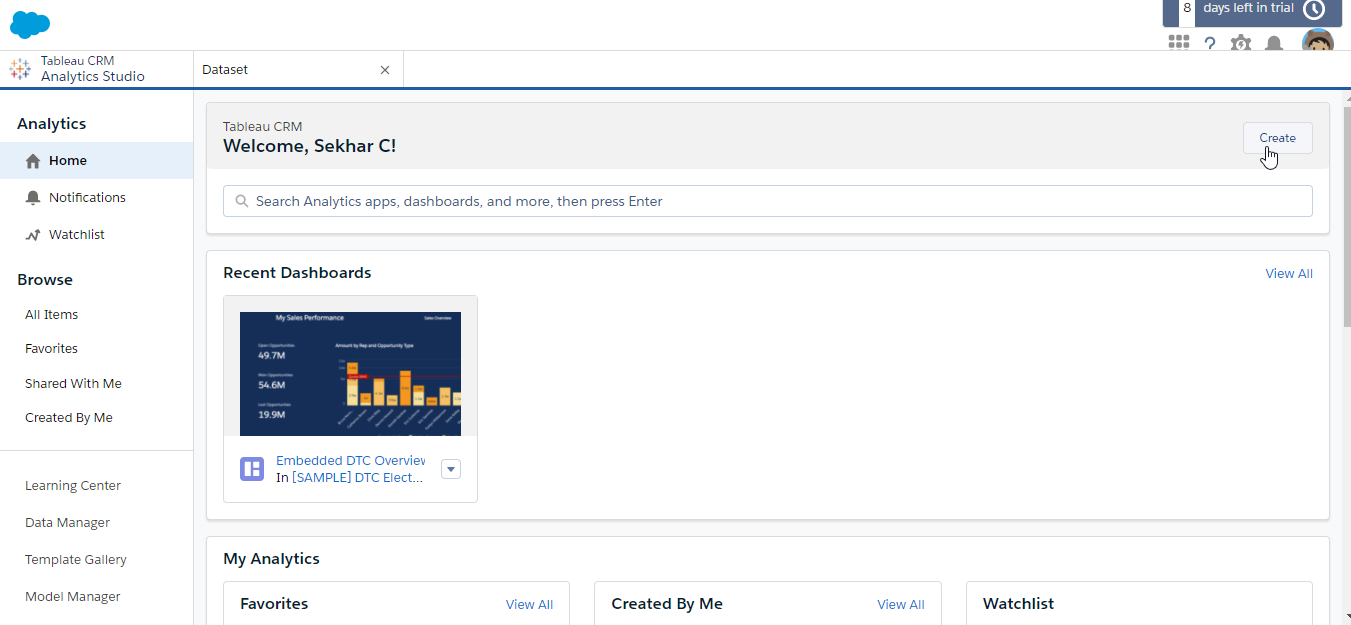 8 days left in trial
Tableau CRM
Analytics Studio
Dataset
Analytics
Home
Notifications
Watchlist
Browse
All Items
Favorites
Shared With Me
Created By Me
Learning Center
Data Manager
Template Gallery
Model Manager
Tableau CRM
Welcome, Sekhar C!
Create
Search Analytics apps, dashboards, and more, then press Enter
Recent Dashboards
View All
My Sales Performance
Sales Overview
Open Opportunities
49.7M
Amount by Rep and Opportunity Type
Won Opportunities
54.6M
Lost Opportunities
19.9M
Embedded DTC Overview
In [SAMPLE] DTC Elect...
My Analytics
Favorites
View All
Created By Me
View All
Watchlist